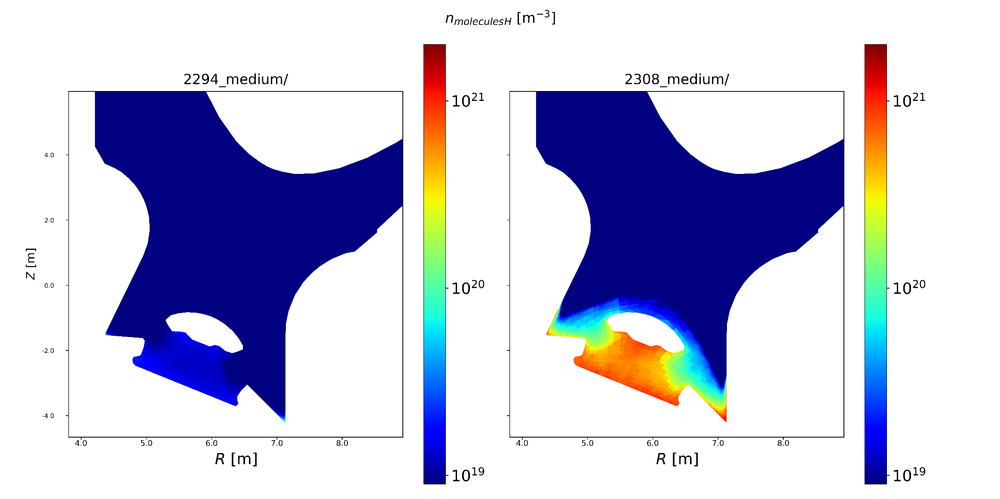 n_{moleculesH} [m^{-3}]
2294_medium/
2308_medium/
10^{21}
10^{20}
10^{19}
10^{21}
10^{20}
10^{19}
Z [m]
4.0
2.0
0.0
-2.0
-4.0
4.0 5.0 6.0 7.0 8.0
R [m]
4.0 5.0 6.0 7.0 8.0
R [m]